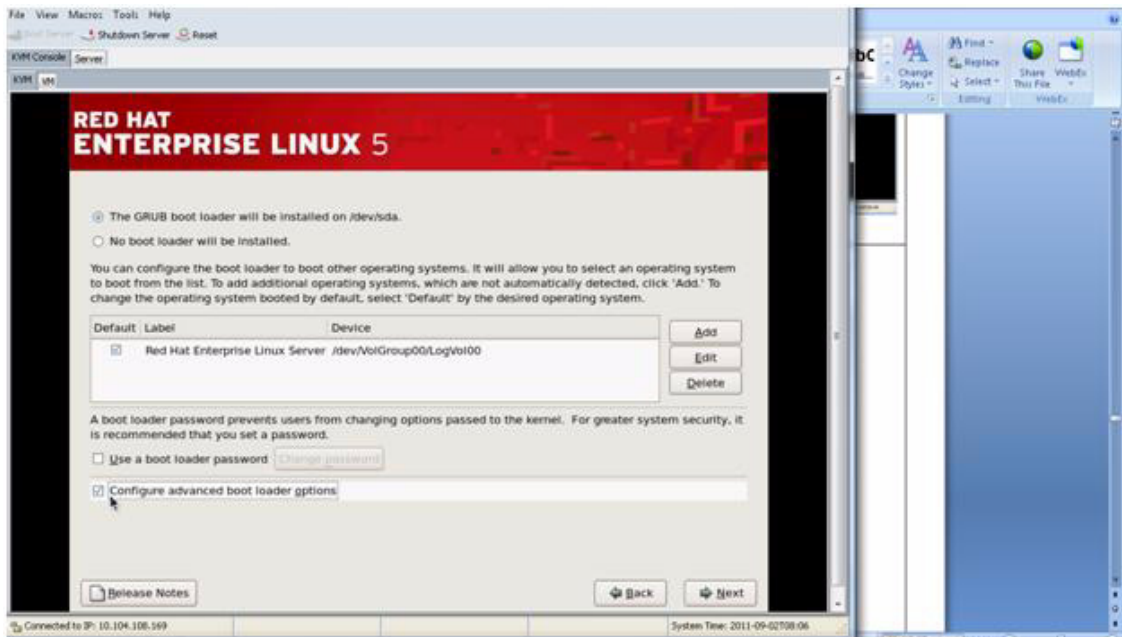 File View Macros Tools Help
Boot Server Shutdown Server Reset
KVM Console Server
KVM VM
RED HAT
ENTERPRISE LINUX 5
The GRUB boot loader will be installed on /dev/sda.
No boot loader will be installed.
You can configure the boot loader to boot other operating systems. It will allow you to select an operating system
to boot from the list. To add additional operating systems, which are not automatically detected, click 'Add.' To
change the operating system booted by default, select 'Default' by the desired operating system.
Default Label Device
Red Hat Enterprise Linux Server /dev/VolGroup00/LogVol00
Add
Edit
Delete
A boot loader password prevents users from changing options passed to the kernel. For greater system security, it
is recommended that you set a password.
Use a boot loader password Change password
Configure advanced boot loader options
Release Notes Back Next
Connected to IP: 10.104.108.169 System Time: 2011-09-02T08:06
Change
Styles
Find
Replace
Select
Editing
Share
This File
WebEx
WebEx